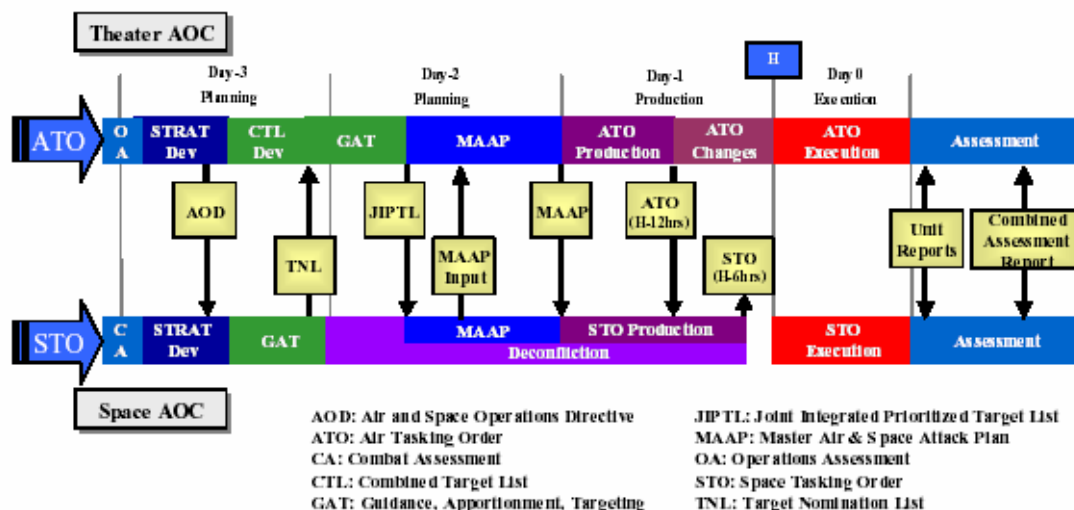 Theater AOC
H
Day-3
Planning
Day-2
Planning
Day-1
Production
Day 0
Execution
ATO
O
A
STRAT
Dev
CTL
Dev
GAT
MAAP
ATO
Production
ATO
Changes
ATO
Execution
Assessment
AOD
TNL
JIPTL
MAAP
Input
MAAP
ATO
(H-12hrs)
STO
(H-6hrs)
Unit
Reports
Combined
Assessment
Report
STO
C
A
STRAT
Dev
GAT
MAAP
STO Production
Deconfliction
STO
Execution
Assessment
Space AOC
AOD: Air and Space Operations Directive
ATO: Air Tasking Order
CA: Combat Assessment
CTL: Combined Target List
GAT: Guidance, Apportionment, Targeting
JIPTL: Joint Integrated Prioritized Target List
MAAP: Master Air & Space Attack Plan
OA: Operations Assessment
STO: Space Tasking Order
TNL: Target Nomination List